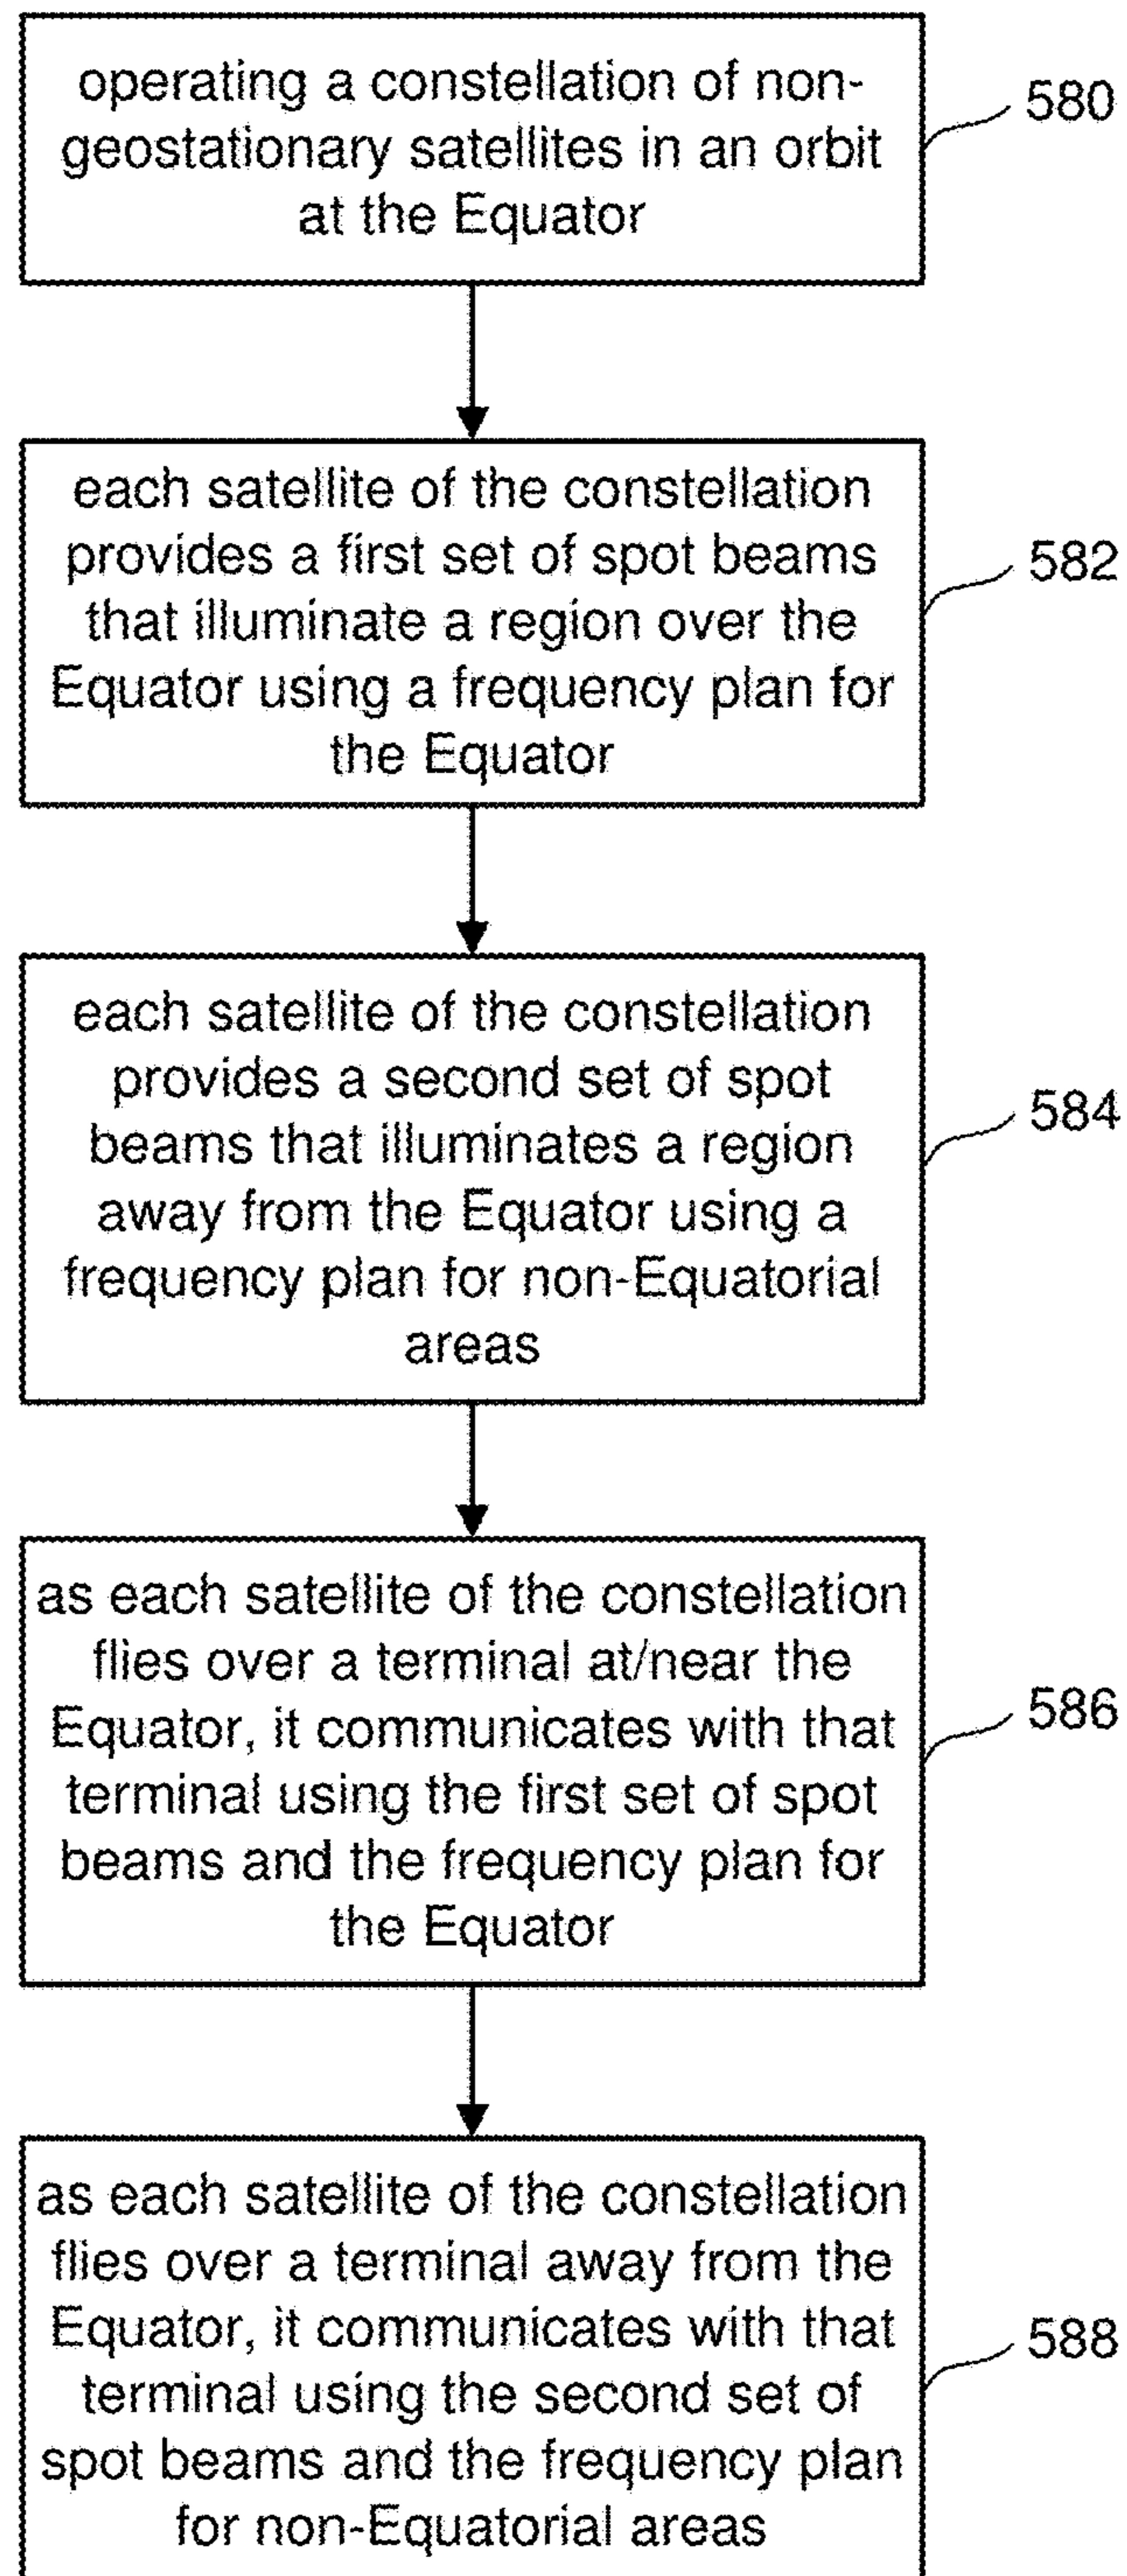 operating a constellation of non-
geostationary satellites in an orbit
at the Equator
580
each satellite of the constellation
provides a first set of spot beams
that illuminate a region over the
Equator using a frequency plan for
the Equator
582
each satellite of the constellation
provides a second set of spot
beams that illuminates a region
away from the Equator using a
frequency plan for non-Equatorial
areas
584
as each satellite of the constellation
flies over a terminal at/near the
Equator, it communicates with that
terminal using the first set of spot
beams and the frequency plan for
the Equator
586
as each satellite of the constellation
flies over a terminal away from the
Equator, it communicates with that
terminal using the second set of
spot beams and the frequency plan
for non-Equatorial areas
588